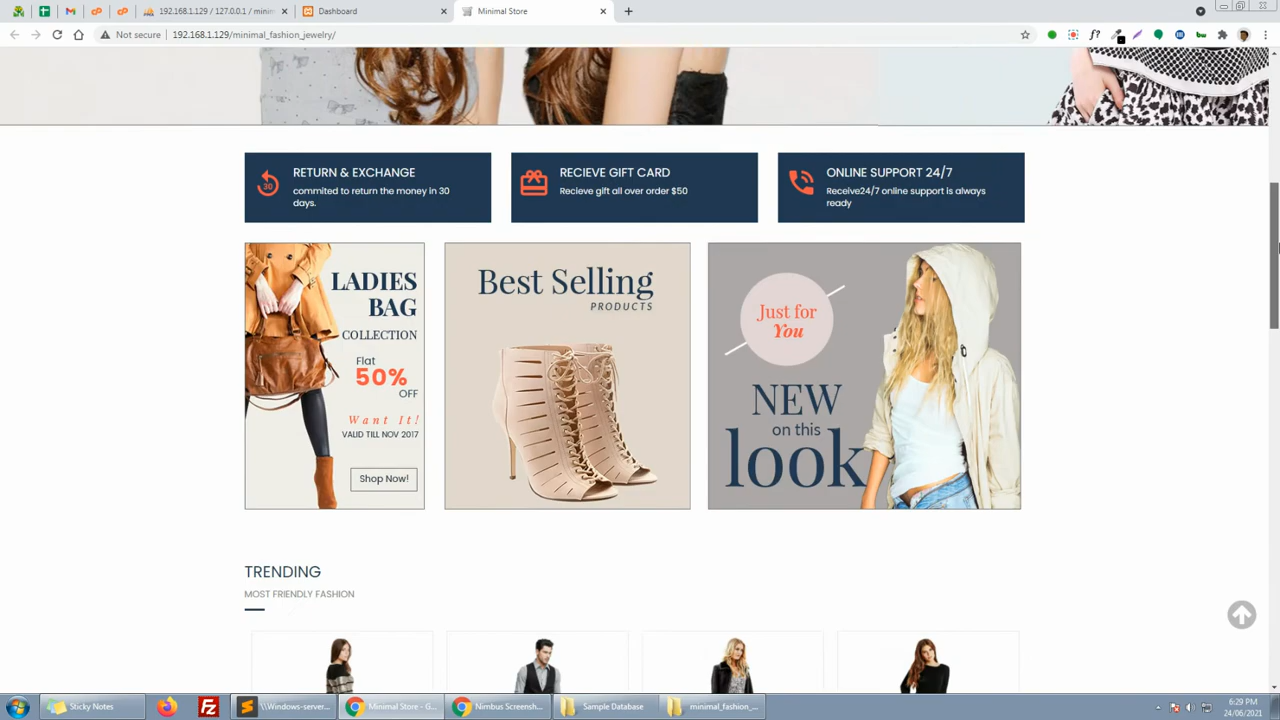 192.168.1.129 / 127.0.0.1 / minim
Dashboard
Minimal Store
Not secure
192.168.1.129/minimal_fashion_jewelry/
RETURN & EXCHANGE
commited to return the money in 30
days.
RECIEVE GIFT CARD
Recieve gift all over order $50
ONLINE SUPPORT 24/7
Receive24/7 online support is always
ready
LADIES
BAG
COLLECTION
Flat
50%
OFF
Want It!
VALID TILL NOV 2017
Shop Now!
Best Selling
PRODUCTS
Just for
You
NEW
on this
look
TRENDING
MOST FRIENDLY FASHION
Sticky Notes
\\Windows-server...
Minimal Store - G...
Nimbus Screensh...
Sample Database
minimal_fashion_...
6:29 PM
24/06/2021